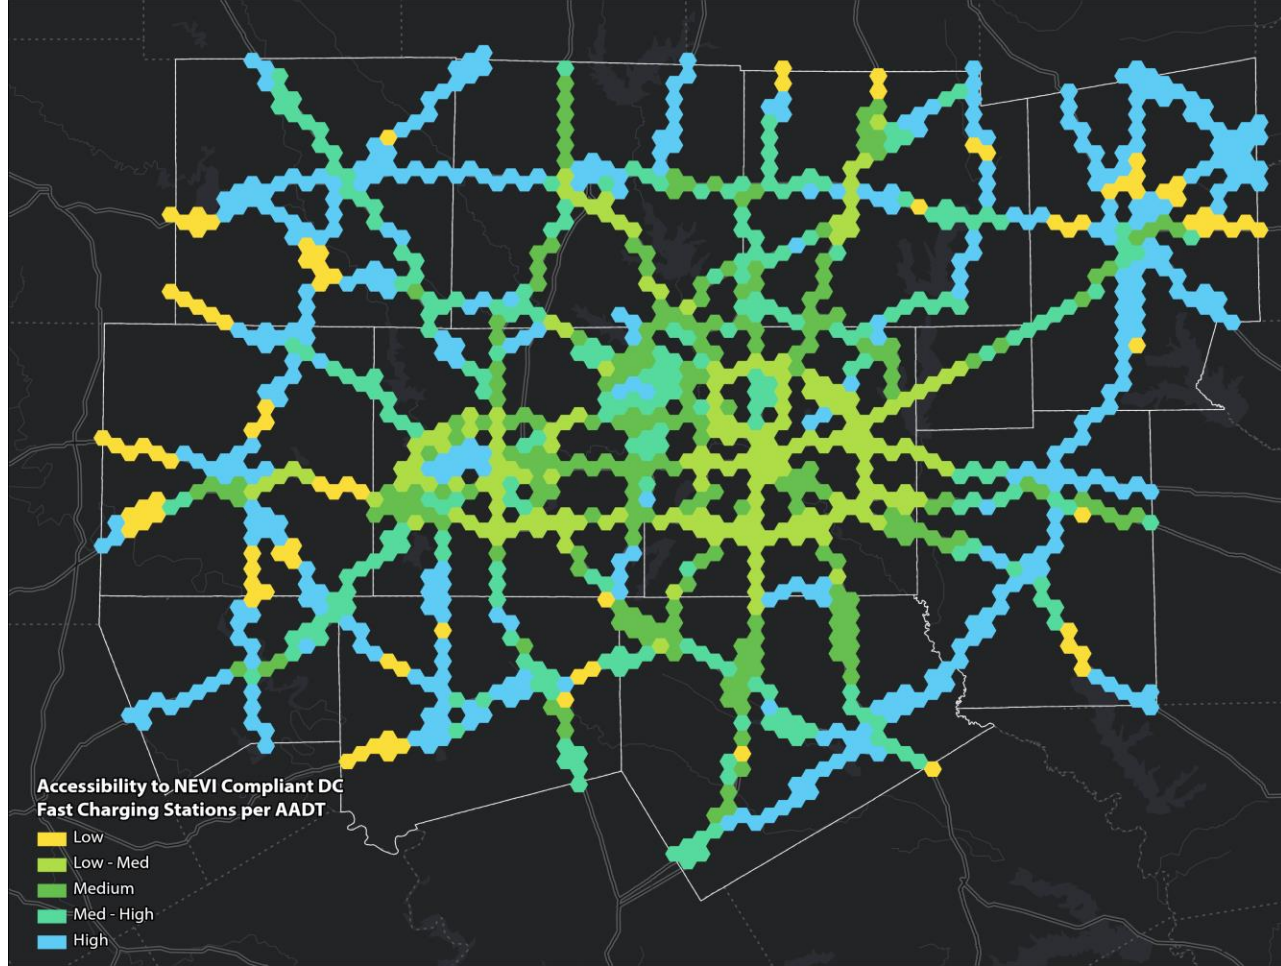 Accessibility to NEVI Compliant DC
Fast Charging Stations per AADT
Low
Low - Med
Medium
Med - High
High